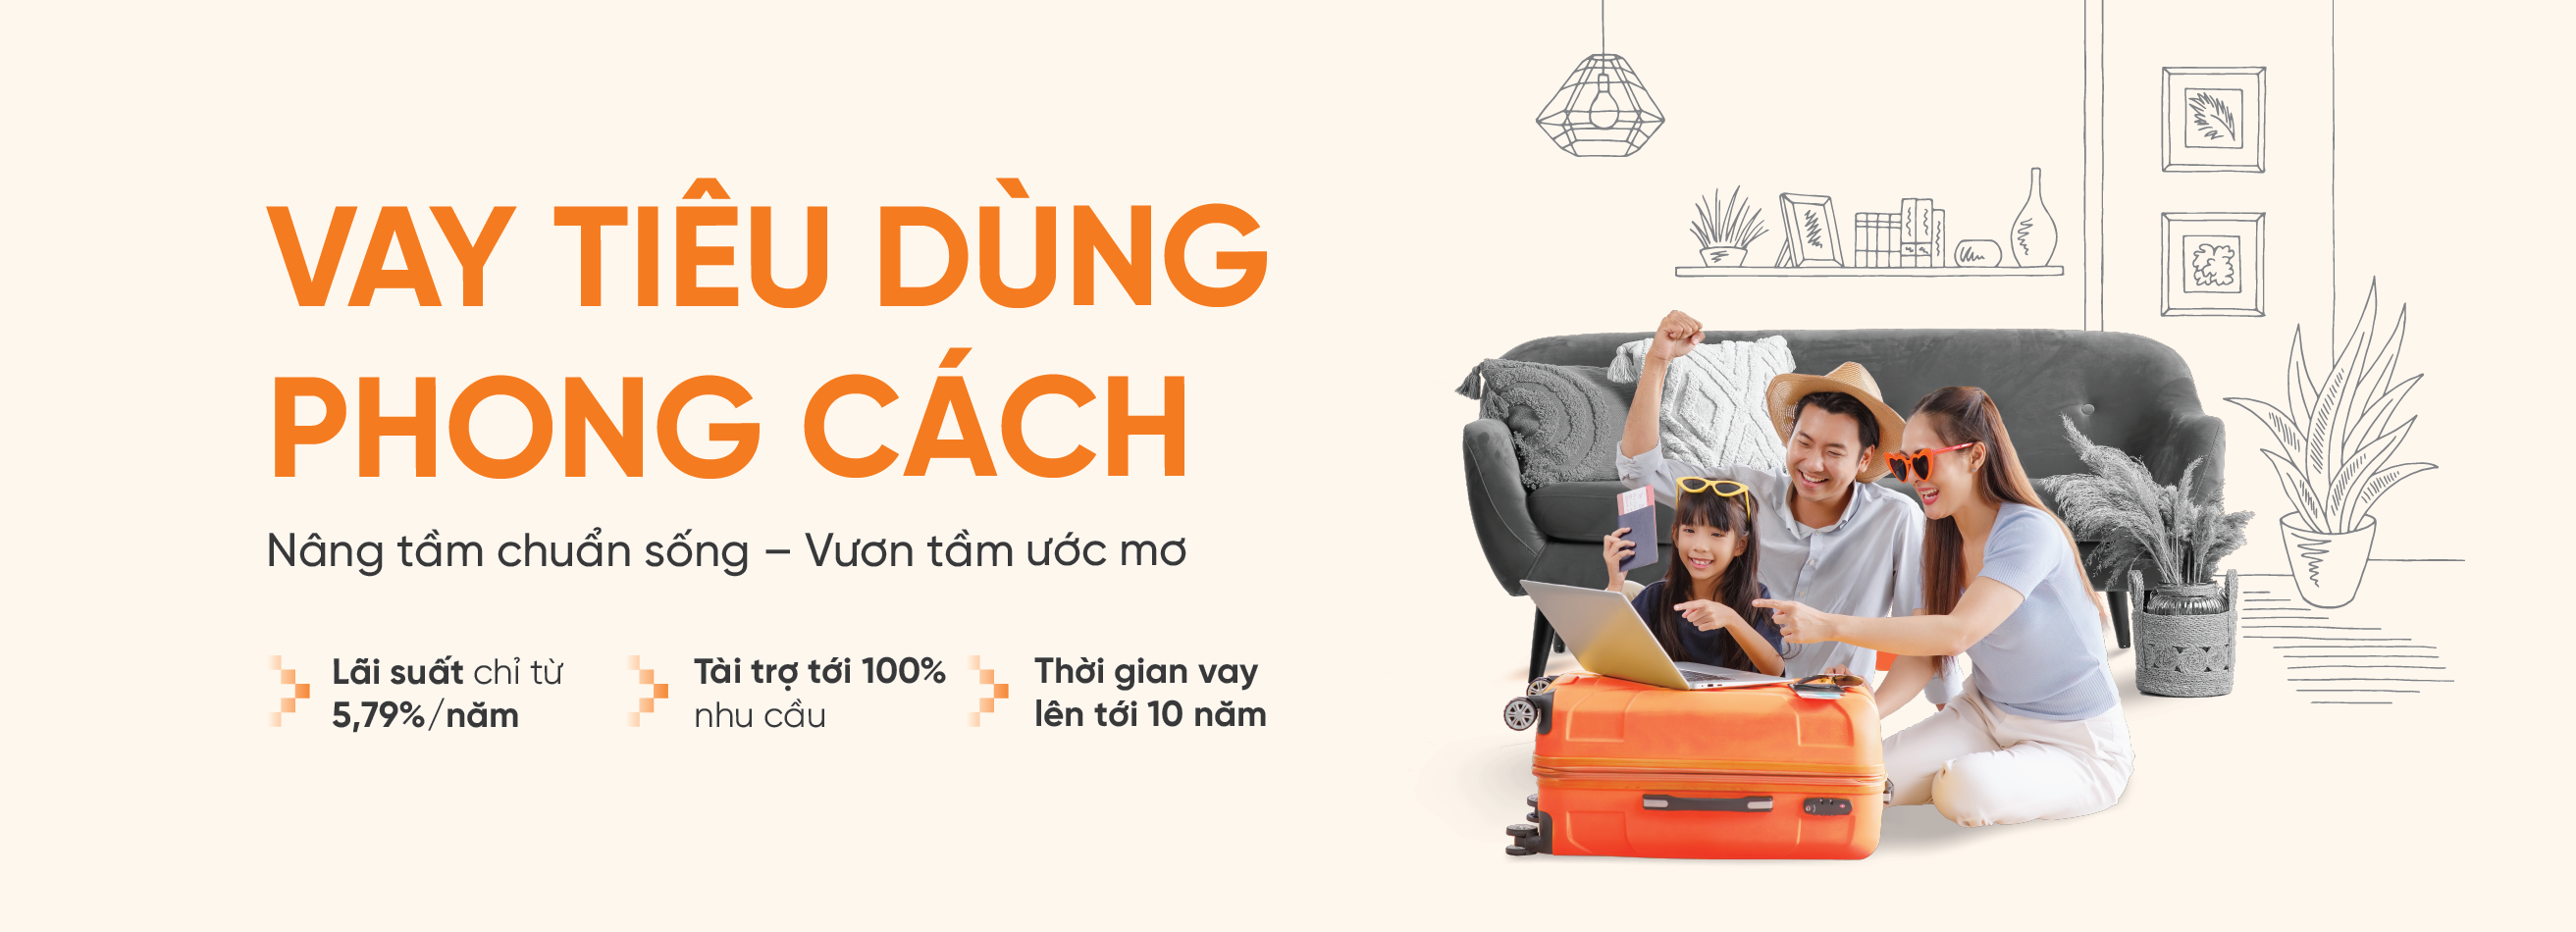 VAY TIÊU DÙNG
PHONG CÁCH
Nâng tầm chuẩn sống – Vươn tầm ước mơ
Lãi suất chỉ từ
5,79%/năm
Tài trợ tới 100%
nhu cầu
Thời gian vay
lên tới 10 năm